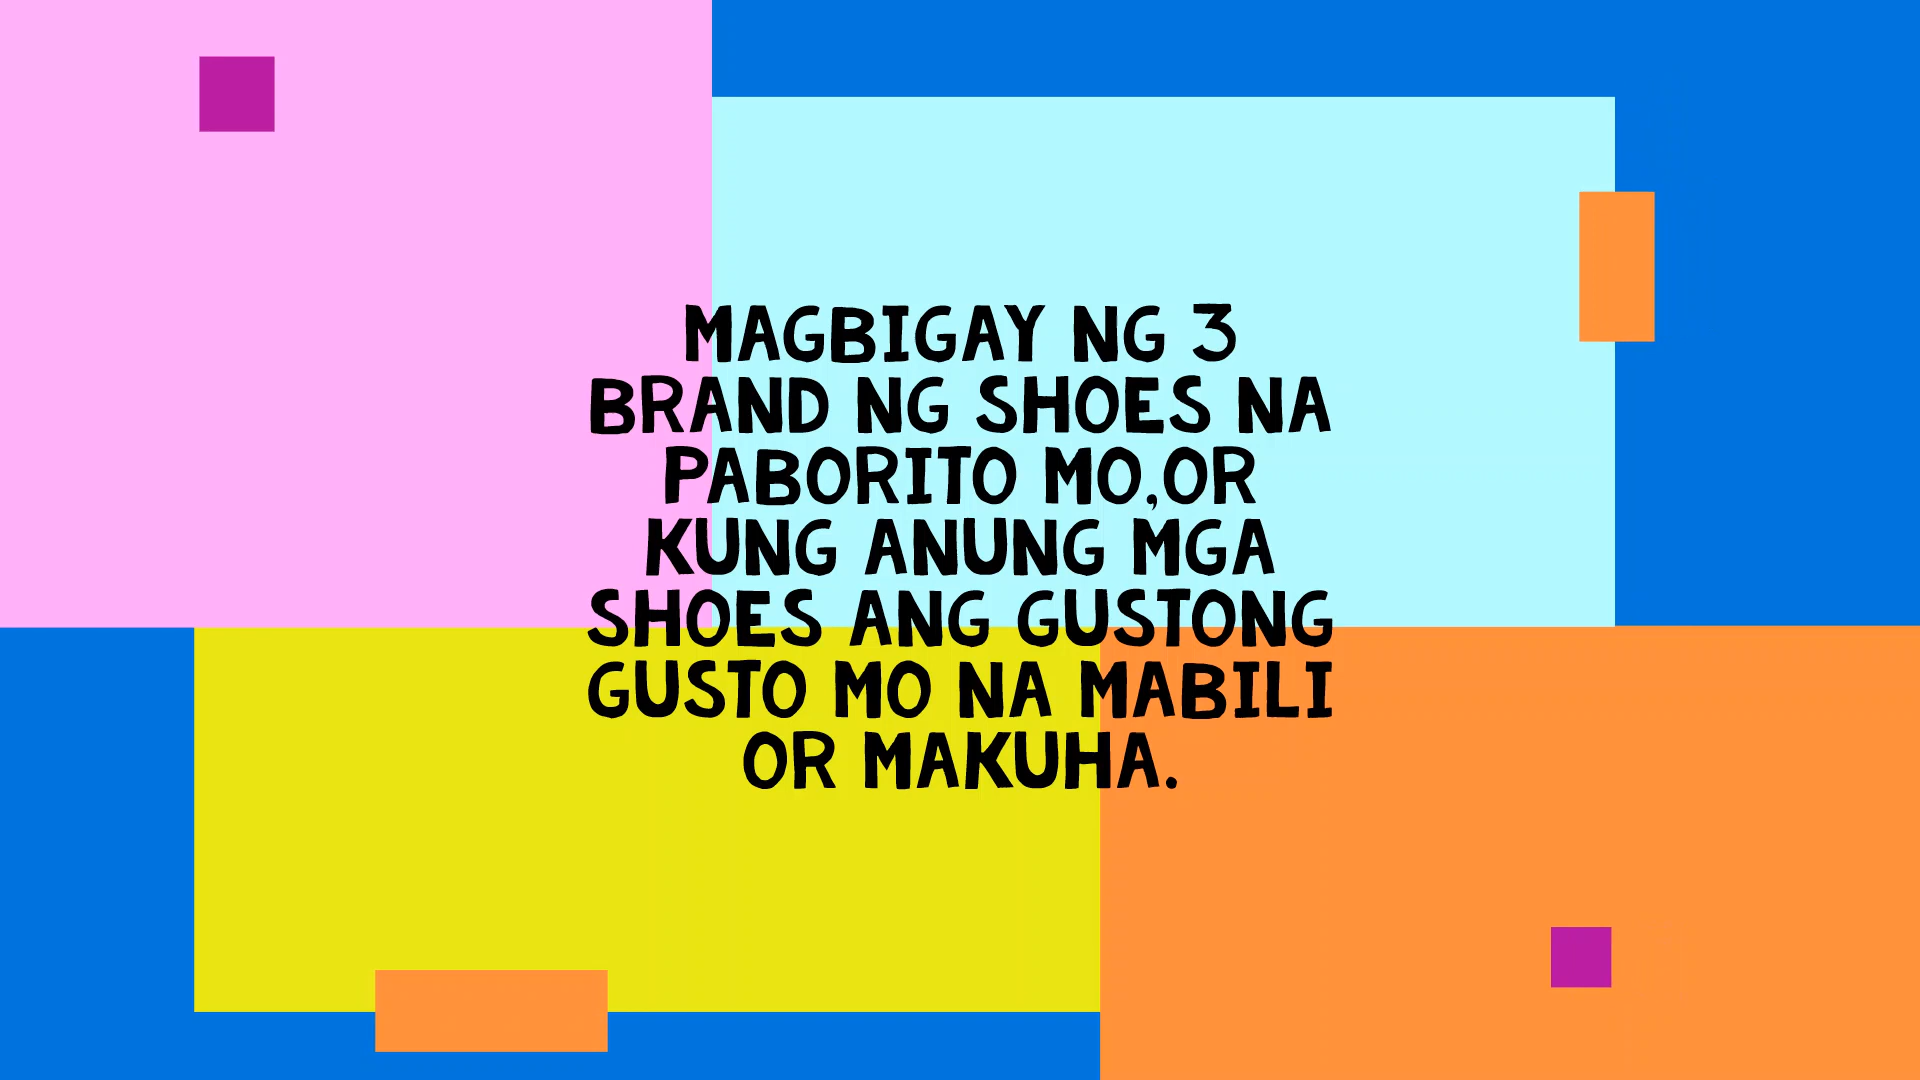 MAGBIGAY NG 3
BRAND NG SHOES NA
PABORITO MO,OR
KUNG ANUNG MGA
SHOES ANG GUSTONG
GUSTO MO NA MABILI
OR MAKUHA.